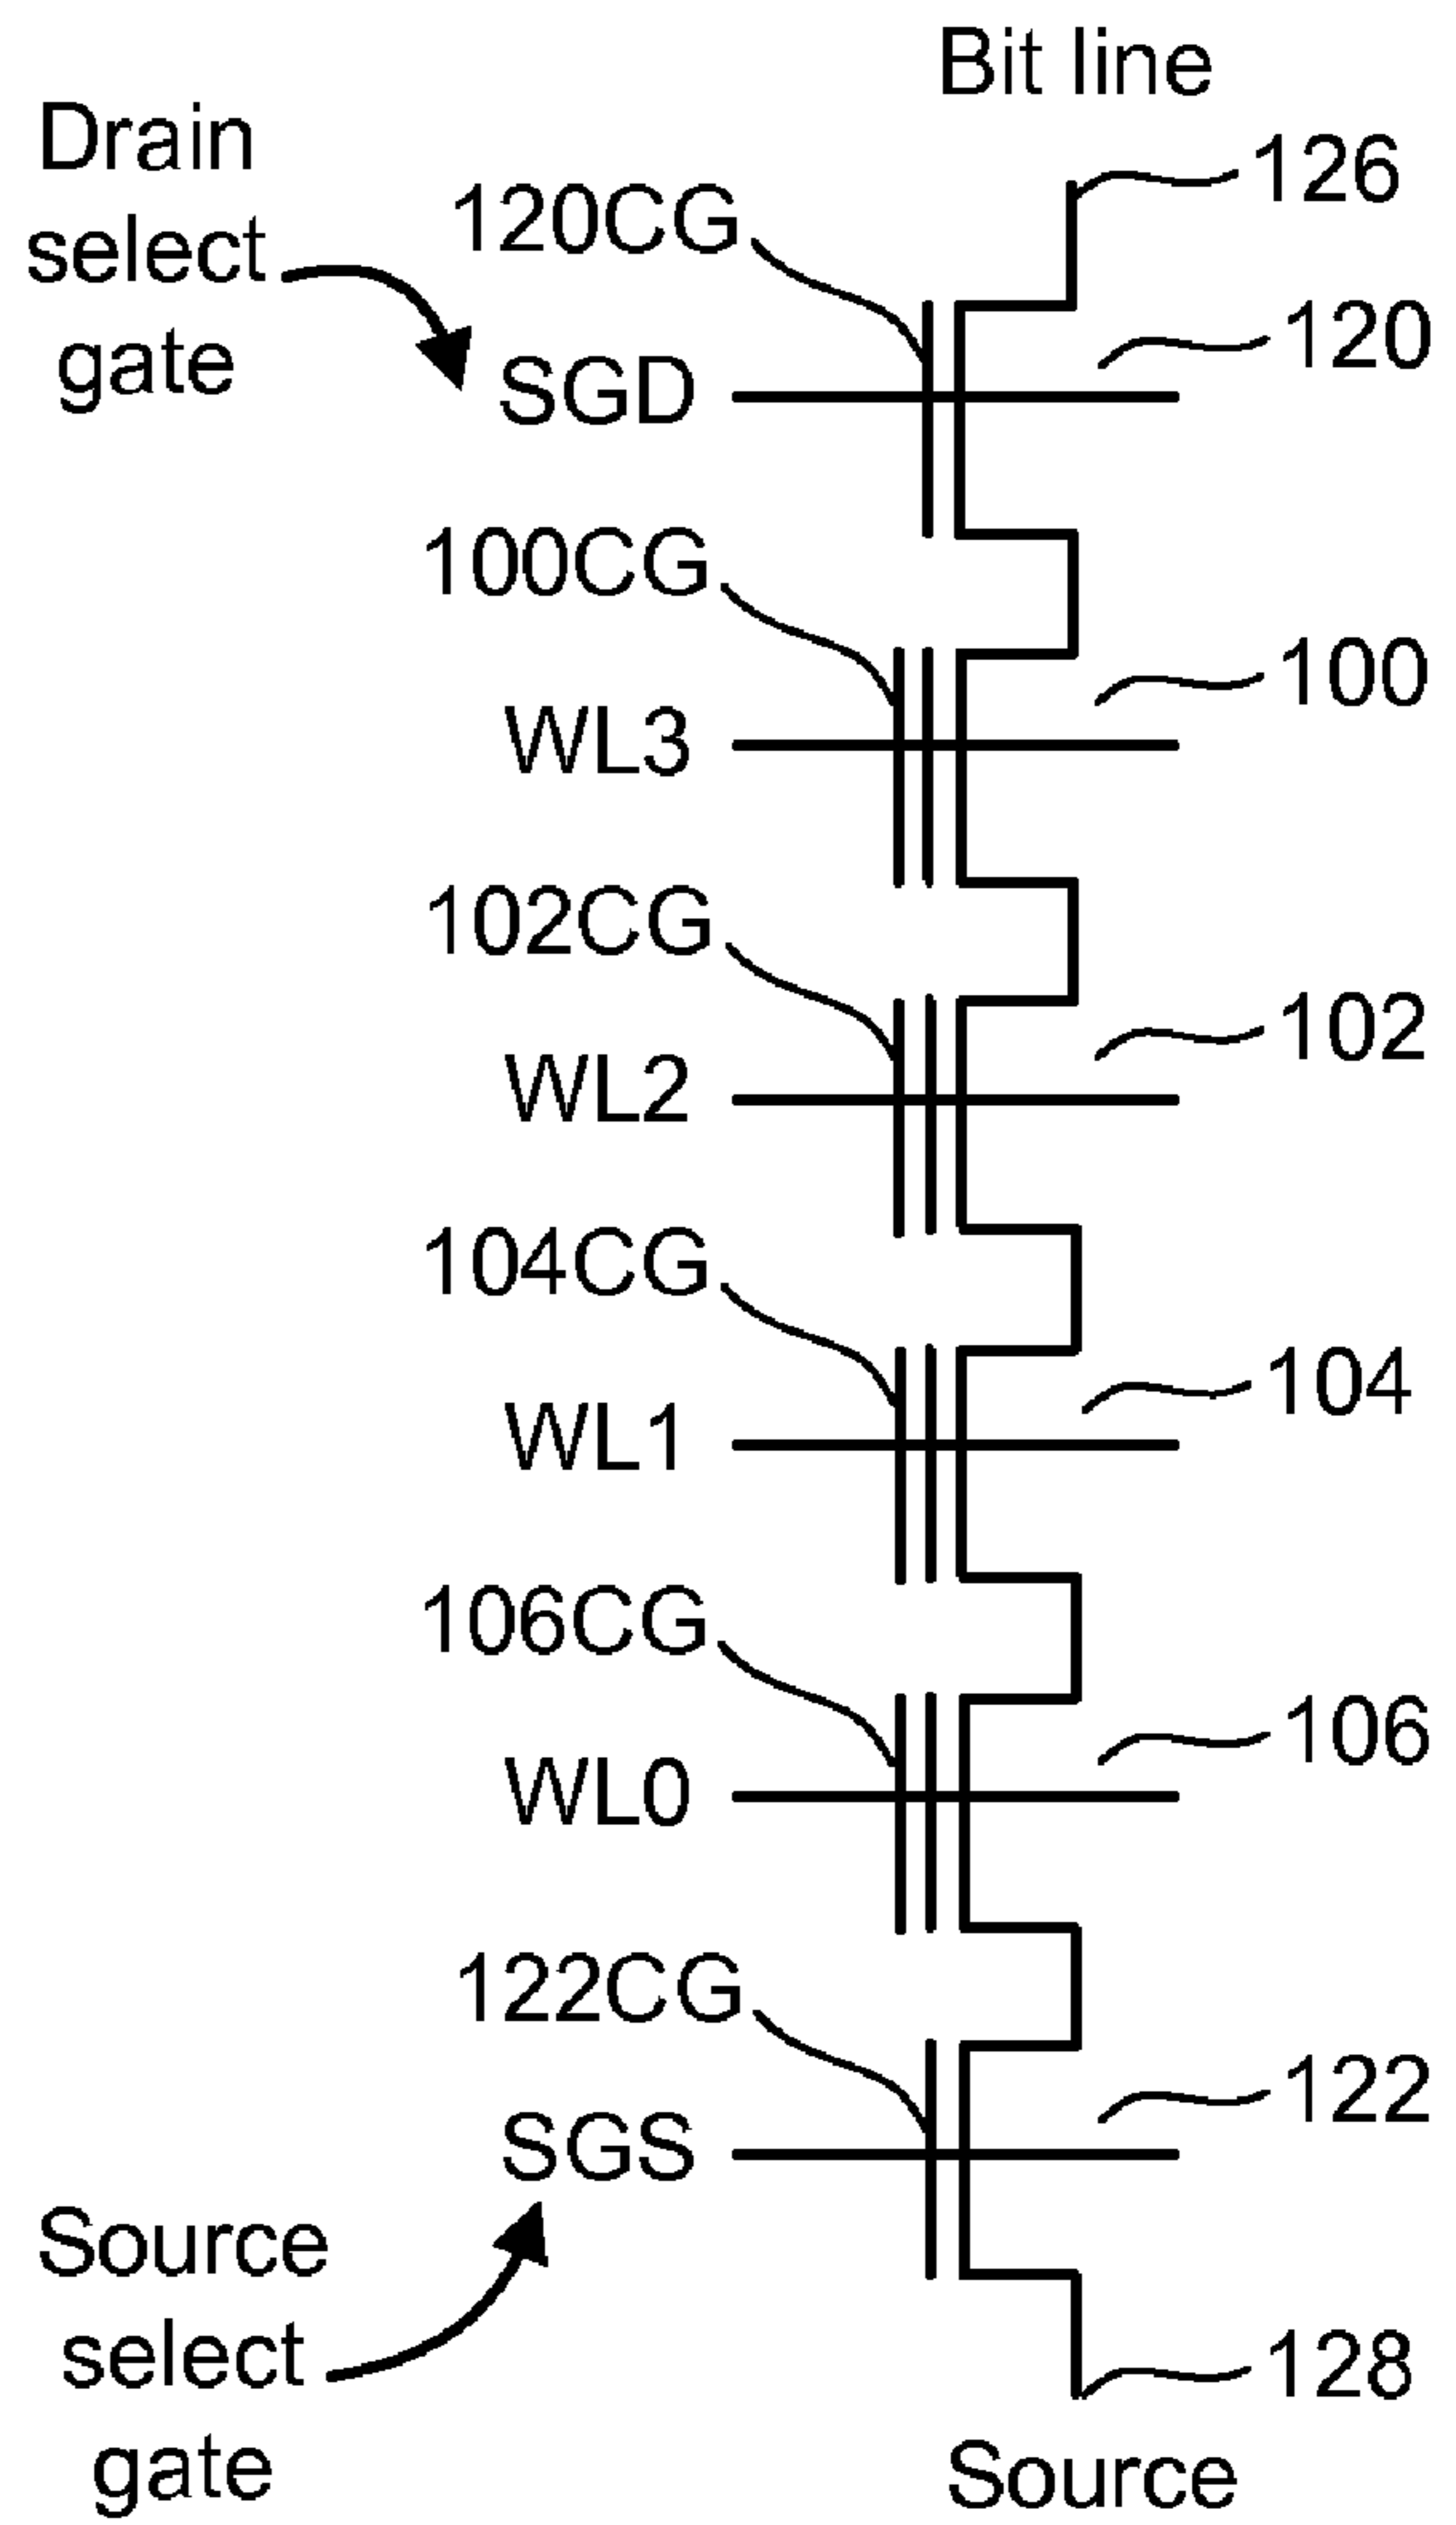 Bit line
126
Drain
select
gate
120CG
120
SGD
100CG
100
WL3
102CG
102
WL2
104CG
104
WL1
106CG
106
WL0
122CG
122
SGS
Source
select
gate
128
Source